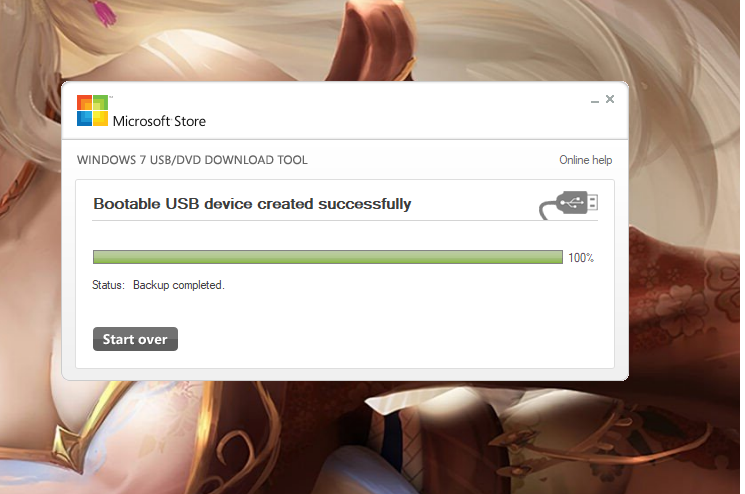 Microsoft Store
WINDOWS 7 USB/DVD DOWNLOAD TOOL
Online help
Bootable USB device created successfully
100%
Status: Backup completed.
Start over